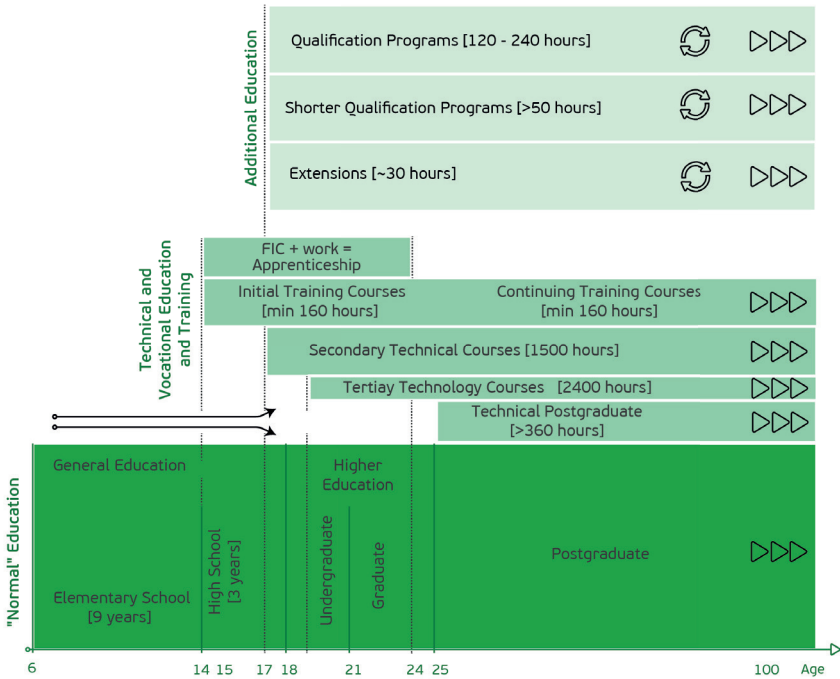 Additional Education
Qualification Programs [120 - 240 hours]
Shorter Qualification Programs [>50 hours]
Extensions [~30 hours]
Technical and
Vocational Education
and Training
FIC + work =
Apprenticeship
Initial Training Courses
[min 160 hours]
Continuing Training Courses
[min 160 hours]
Secondary Technical Courses [1500 hours]
Tertiay Technology Courses [2400 hours]
Technical Postgraduate
[>360 hours]
"Normal" Education
General Education
Higher
Education
Elementary School
[9 years]
High School
[3 years]
Undergraduate
Graduate
Postgraduate
6 14 15 17 18 21 24 25 100 Age